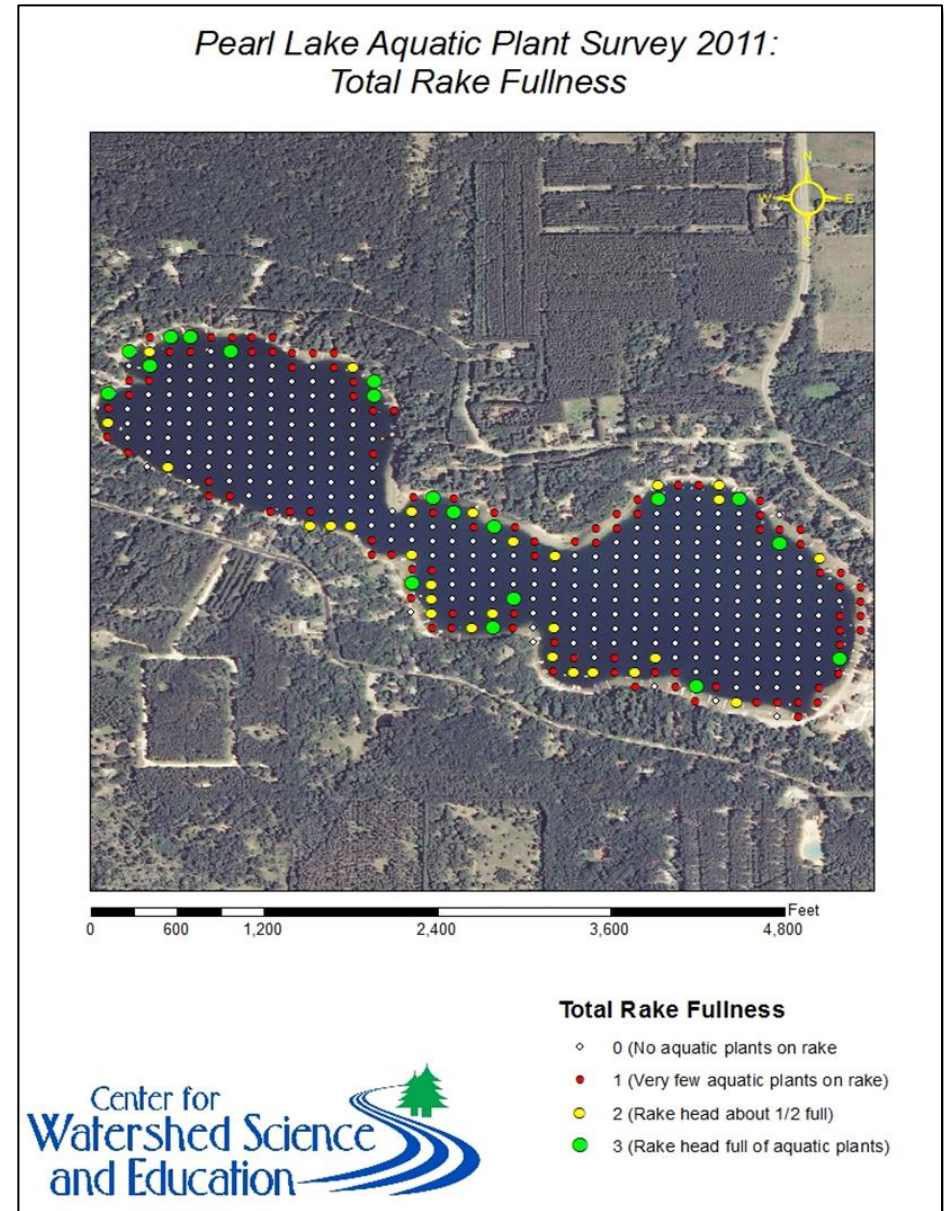 Pearl Lake Aquatic Plant Survey 2011:
Total Rake Fullness
N
W E
S
Feet
0 600 1,200 2,400 3,600 4,800
Total Rake Fullness
0 (No aquatic plants on rake
1 (Very few aquatic plants on rake)
2 (Rake head about 1/2 full)
3 (Rake head full of aquatic plants)
Center for
Watershed Science
and Education